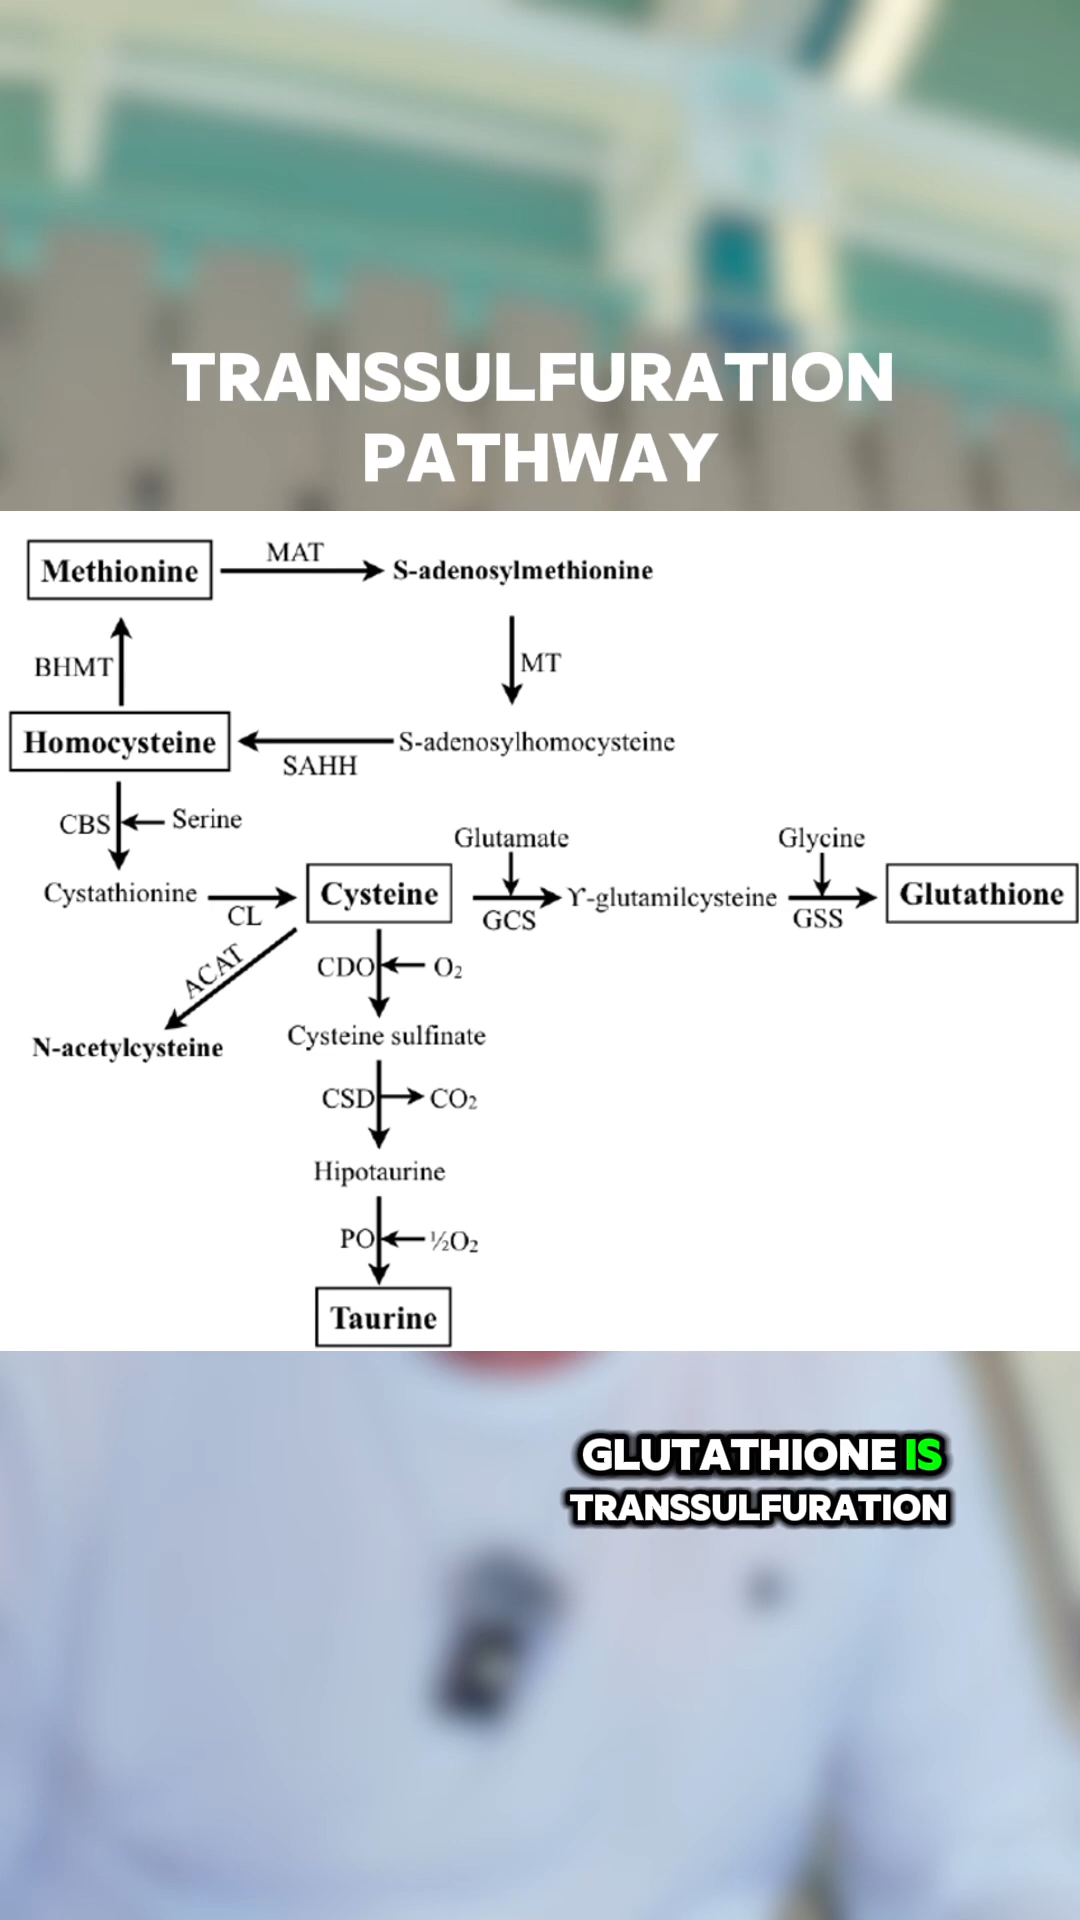 TRANSSULFURATION
PATHWAY
Methionine
MAT
S-adenosylmethionine
BHMT
MT
Homocysteine
SAHH
S-adenosylhomocysteine
CBS
Serine
Glutamate
Glycine
Cystathionine
CL
Cysteine
GCS
ϒ-glutamilcysteine
GSS
Glutathione
ACAT
CDO
O₂
N-acetylcysteine
Cysteine sulfinate
CSD
CO₂
Hipotaurine
PO
½O₂
Taurine
GLUTATHIONE IS
TRANSSULFURATION